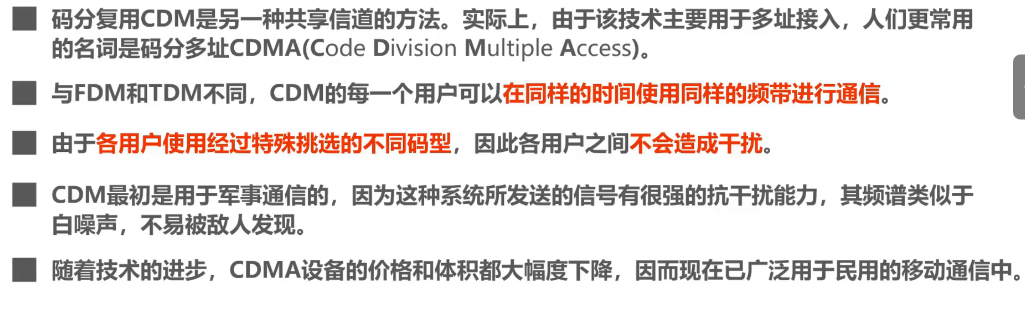 码分复用CDM是另一种共享信道的方法。实际上，由于该技术主要用于多址接入，人们更常用
的名词是码分多址CDMA(Code Division Multiple Access)。
与FDM和TDM不同，CDM的每一个用户可以在同样的时间使用同样的频带进行通信。
由于各用户使用经过特殊挑选的不同码型，因此各用户之间不会造成干扰。
CDM最初是用于军事通信的，因为这种系统所发送的信号有很强的抗干扰能力，其频谱类似于
白噪声，不易被敌人发现。
随着技术的进步，CDMA设备的价格和体积都大幅度下降，因而现在已广泛用于民用的移动通信中。